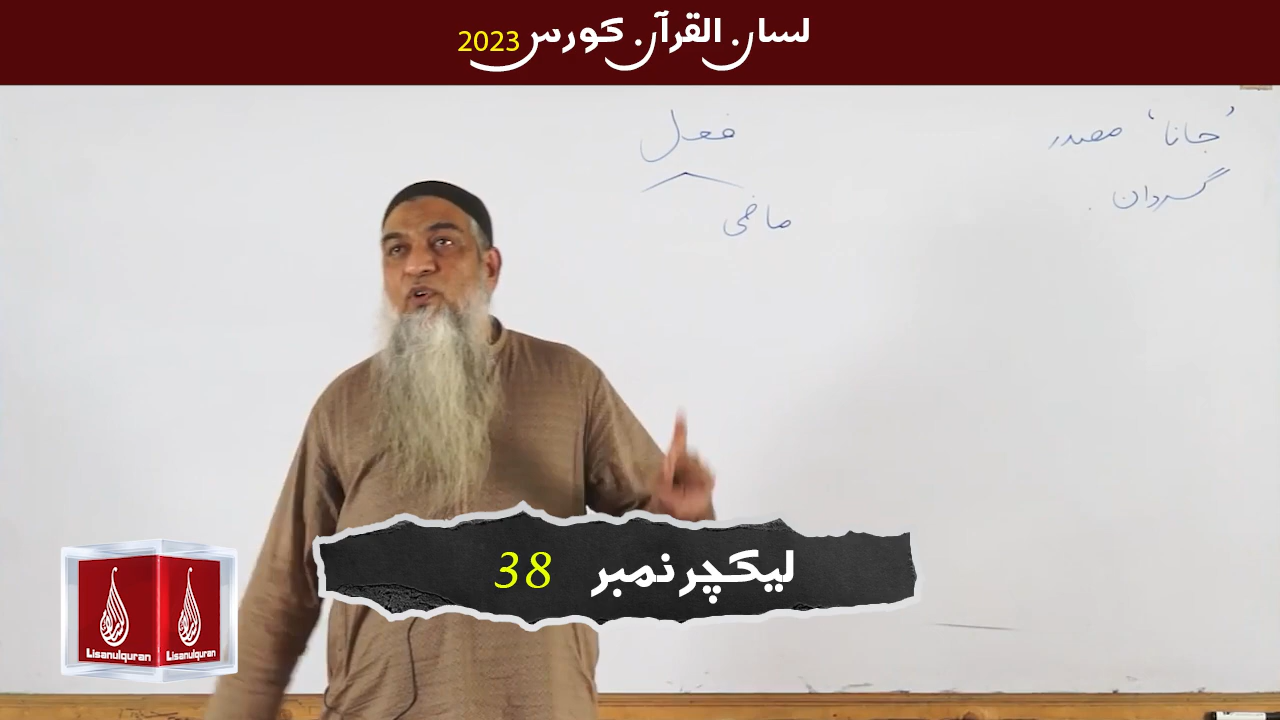 لسان القرآن کورس 2023
'جانا' مصدر
گردان
فعل
ماضی
لیکچر نمبر 38
Lisanulquran
Lisanulquran